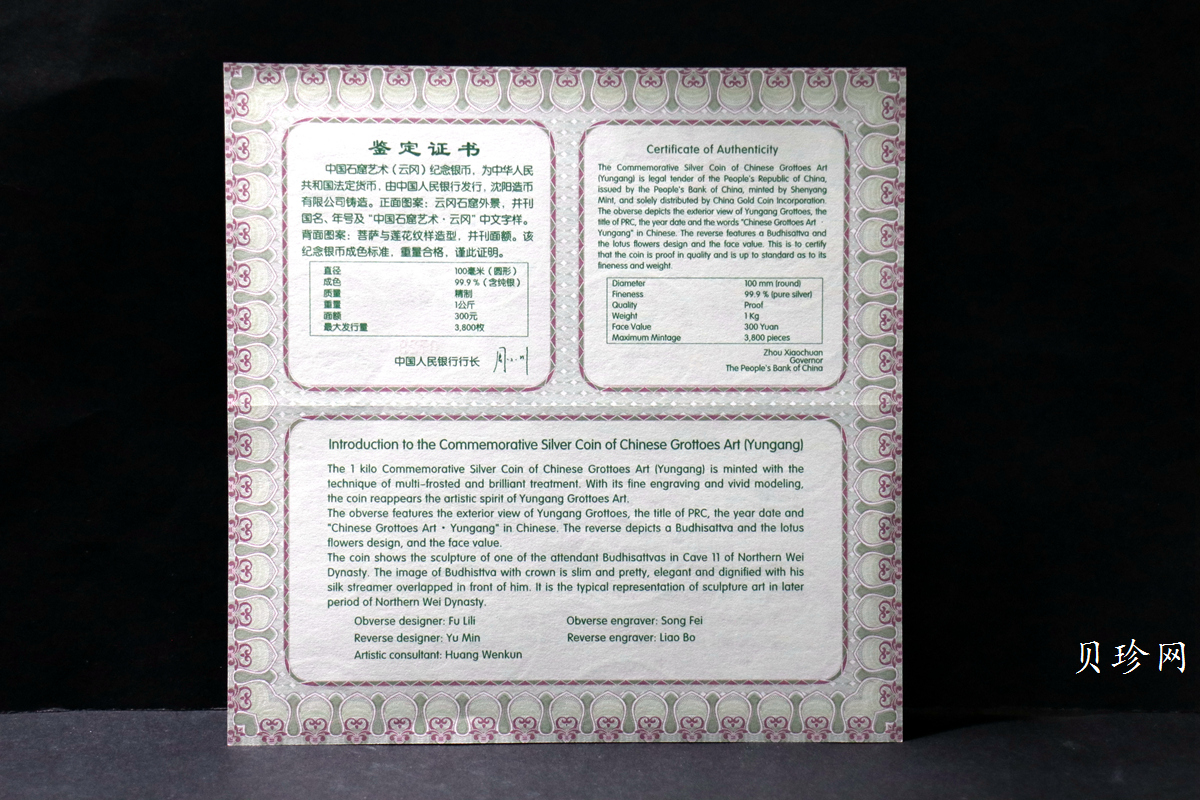 鉴定证书
中国石窟艺术（云冈）纪念银币，为中华人民
共和国法定货币，由中国人民银行发行，沈阳造币
有限公司铸造。正面图案：云冈石窟外景，并刊
国名、年号及“中国石窟艺术·云冈”中文字样。
背面图案：菩萨与莲花纹样造型，并刊面额。该
纪念银币成色标准，重量合格，谨此证明。
直径 100毫米（圆形）
成色 99.9%（含纯银）
质量 精制
重量 1公斤
面额 300元
最大发行量 3,800枚
中国人民银行行长
Certificate of Authenticity
The Commemorative Silver Coin of Chinese Grottoes Art
(Yungang) is legal tender of the People's Republic of China,
issued by the People's Bank of China, minted by Shenyang
Mint, and solely distributed by China Gold Coin Incorporation.
The obverse depicts the exterior view of Yungang Grottoes, the
title of PRC, the year date and the words "Chinese Grottoes Art ·
Yungang" in Chinese. The reverse features a Budhisattva and
the lotus flowers design and the face value. This is to certify
that the coin is proof in quality and is up to standard as to its
fineness and weight.
Diameter 100 mm (round)
Fineness 99.9 % (pure silver)
Quality Proof
Weight 1 Kg
Face Value 300 Yuan
Maximum Mintage 3,800 pieces
Zhou Xiaochuan
Governor
The People's Bank of China
Introduction to the Commemorative Silver Coin of Chinese Grottoes Art (Yungang)
The 1 kilo Commemorative Silver Coin of Chinese Grottoes Art (Yungang) is minted with the
technique of multi-frosted and brilliant treatment. With its fine engraving and vivid modeling,
the coin reappears the artistic spirit of Yungang Grottoes Art.
The obverse features the exterior view of Yungang Grottoes, the title of PRC, the year date and
"Chinese Grottoes Art · Yungang" in Chinese. The reverse depicts a Budhisattva and the lotus
flowers design, and the face value.
The coin shows the sculpture of one of the attendant Budhisattvas in Cave 11 of Northern Wei
Dynasty. The image of Budhisttva with crown is slim and pretty, elegant and dignified with his
silk streamer overlapped in front of him. It is the typical representation of sculpture art in later
period of Northern Wei Dynasty.
Obverse designer: Fu Lili Obverse engraver: Song Fei
Reverse designer: Yu Min Reverse engraver: Liao Bo
Artistic consultant: Huang Wenkun
贝珍网